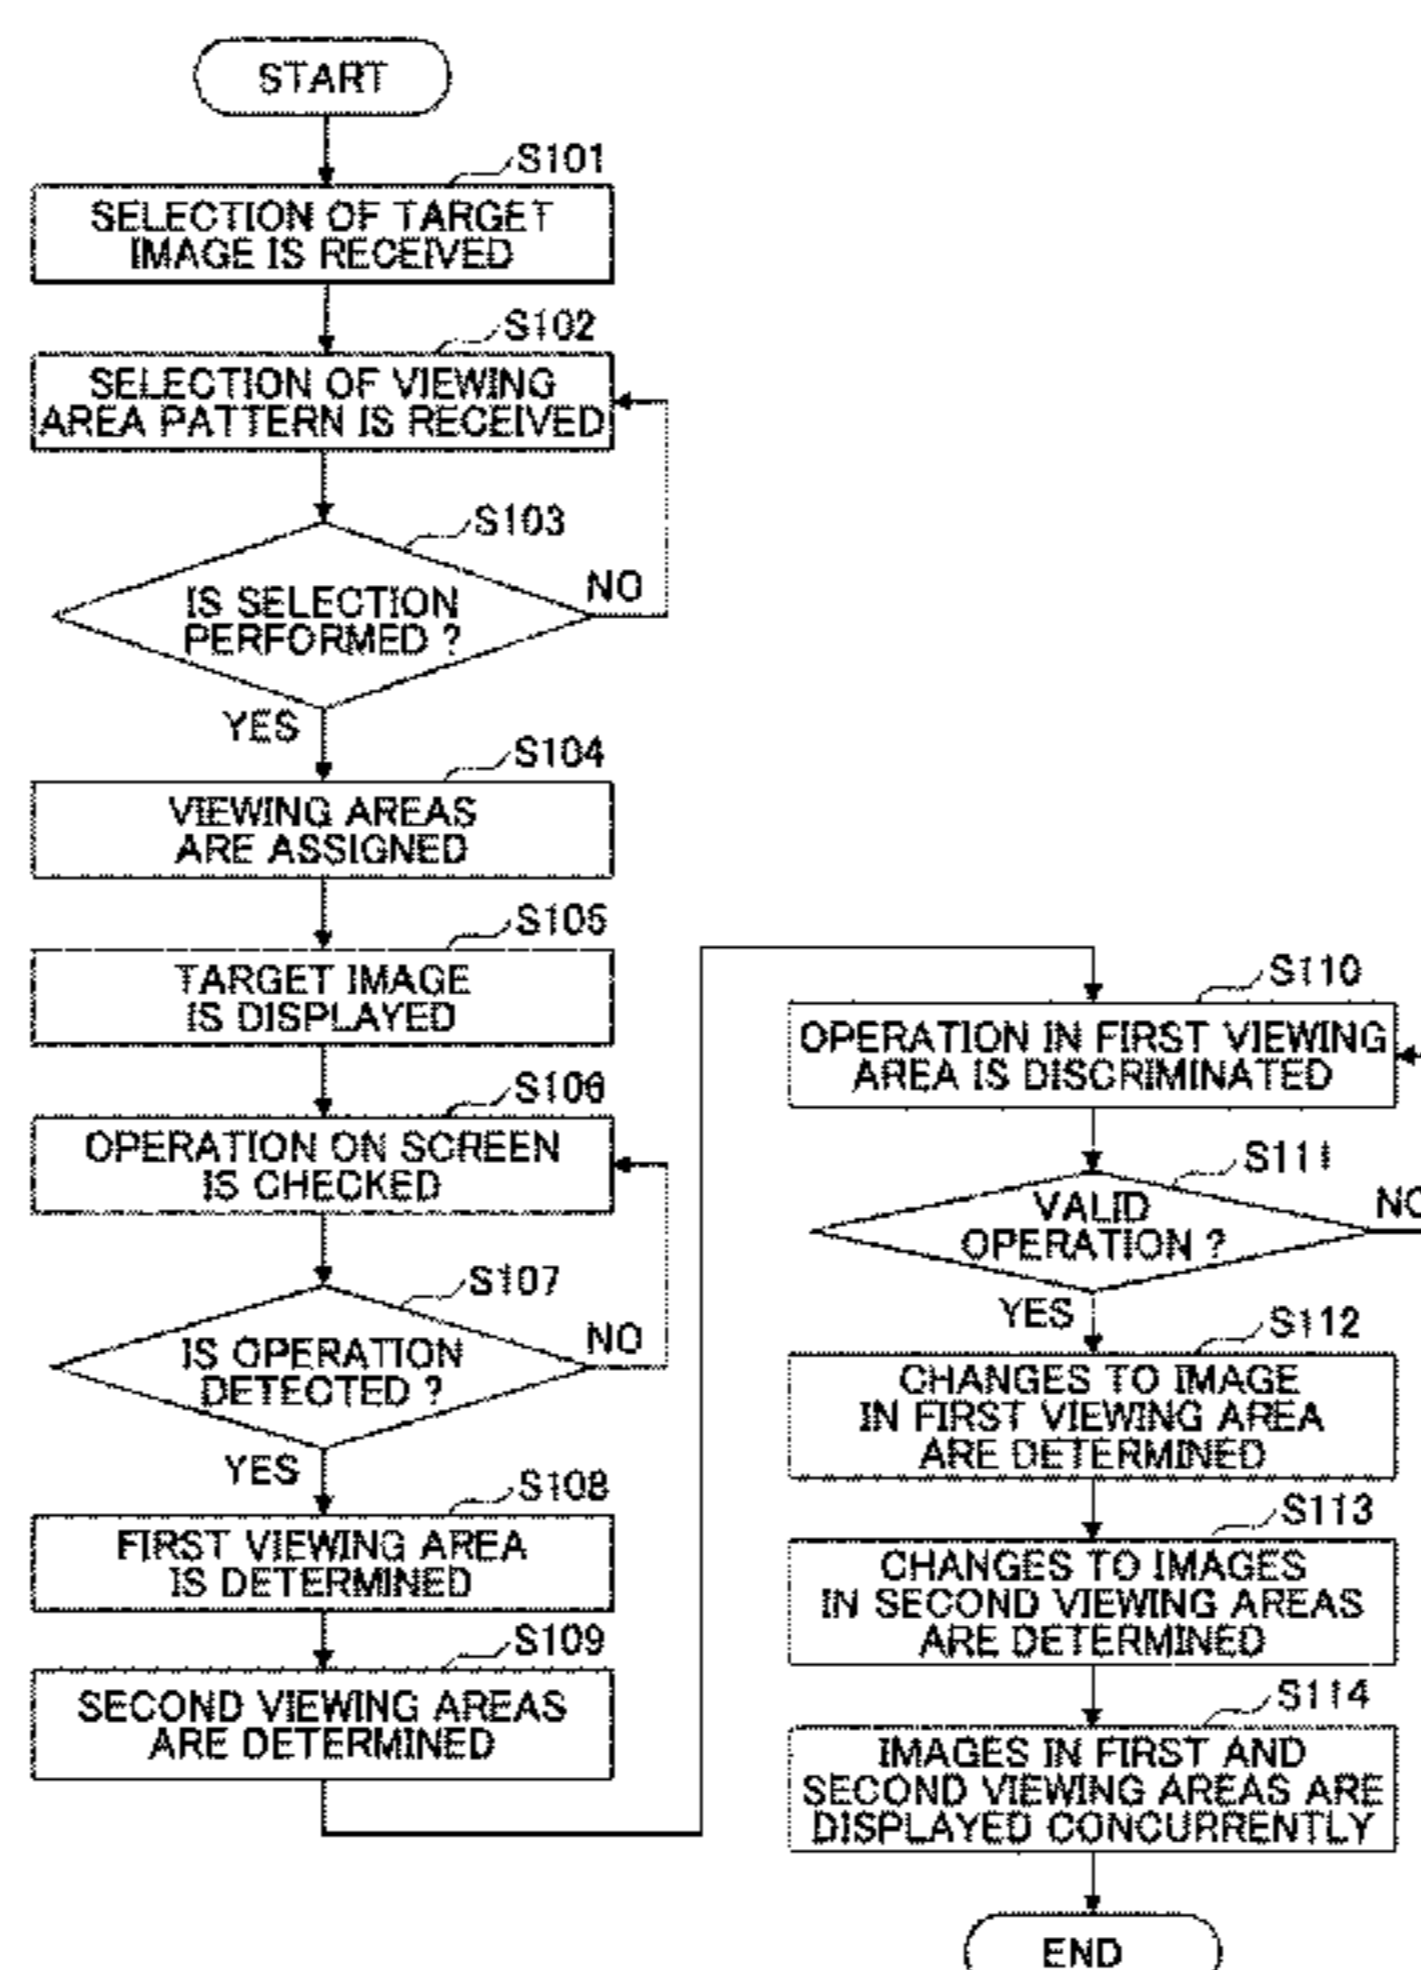 START
S101
SELECTION OF TARGET
IMAGE IS RECEIVED
S102
SELECTION OF VIEWING
AREA PATTERN IS RECEIVED
S103
IS SELECTION
PERFORMED ?
NO
YES
S104
VIEWING AREAS
ARE ASSIGNED
S105
TARGET IMAGE
IS DISPLAYED
S106
OPERATION ON SCREEN
IS CHECKED
S107
IS OPERATION
DETECTED ?
NO
YES
S108
FIRST VIEWING AREA
IS DETERMINED
S109
SECOND VIEWING AREAS
ARE DETERMINED
S110
OPERATION IN FIRST VIEWING
AREA IS DISCRIMINATED
S111
VALID
OPERATION ?
NO
YES
S112
CHANGES TO IMAGE
IN FIRST VIEWING AREA
ARE DETERMINED
S113
CHANGES TO IMAGES
IN SECOND VIEWING AREAS
ARE DETERMINED
S114
IMAGES IN FIRST AND
SECOND VIEWING AREAS ARE
DISPLAYED CONCURRENTLY
END